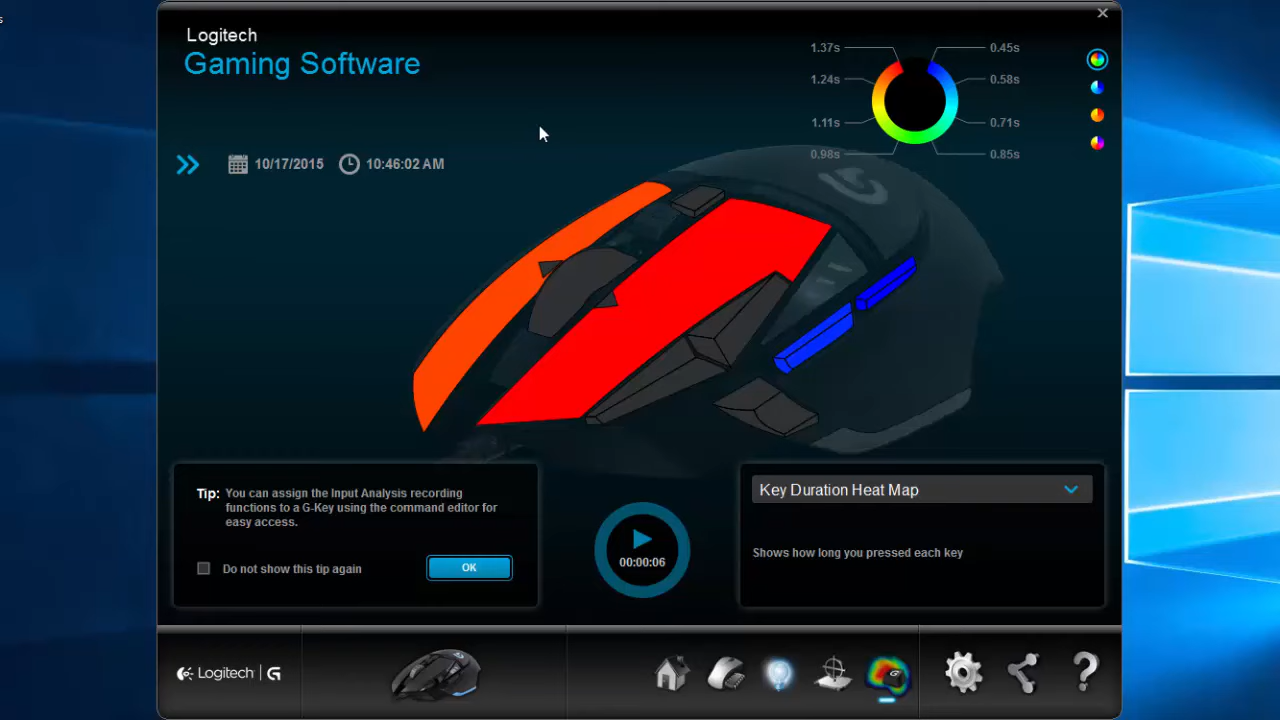 s
Logitech
Gaming Software
1.37s
0.45s
1.24s
0.58s
1.11s
0.71s
0.98s
0.85s
10/17/2015
10:46:02 AM
Tip: You can assign the Input Analysis recording
functions to a G-Key using the command editor for
easy access.
Do not show this tip again
OK
00:00:06
Key Duration Heat Map
Shows how long you pressed each key
Logitech | G